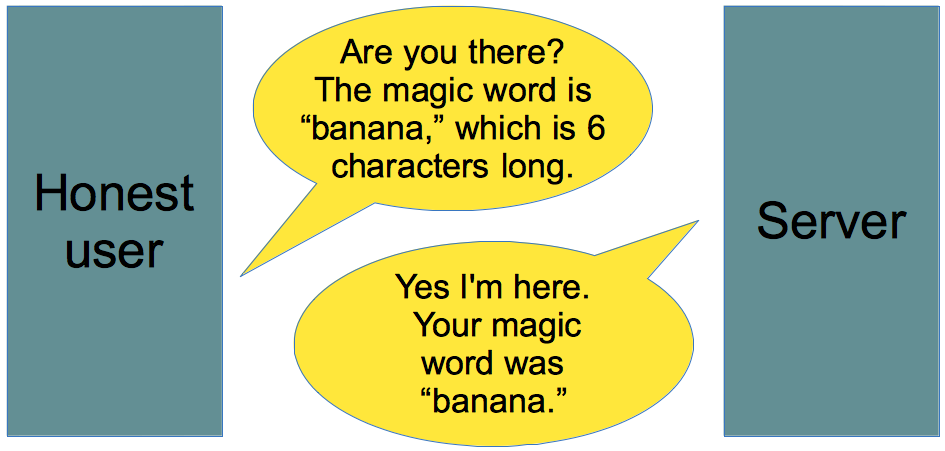 Honest
user
Are you there?
The magic word is
“banana,” which is 6
characters long.
Yes I'm here.
Your magic
word was
“banana.”
Server